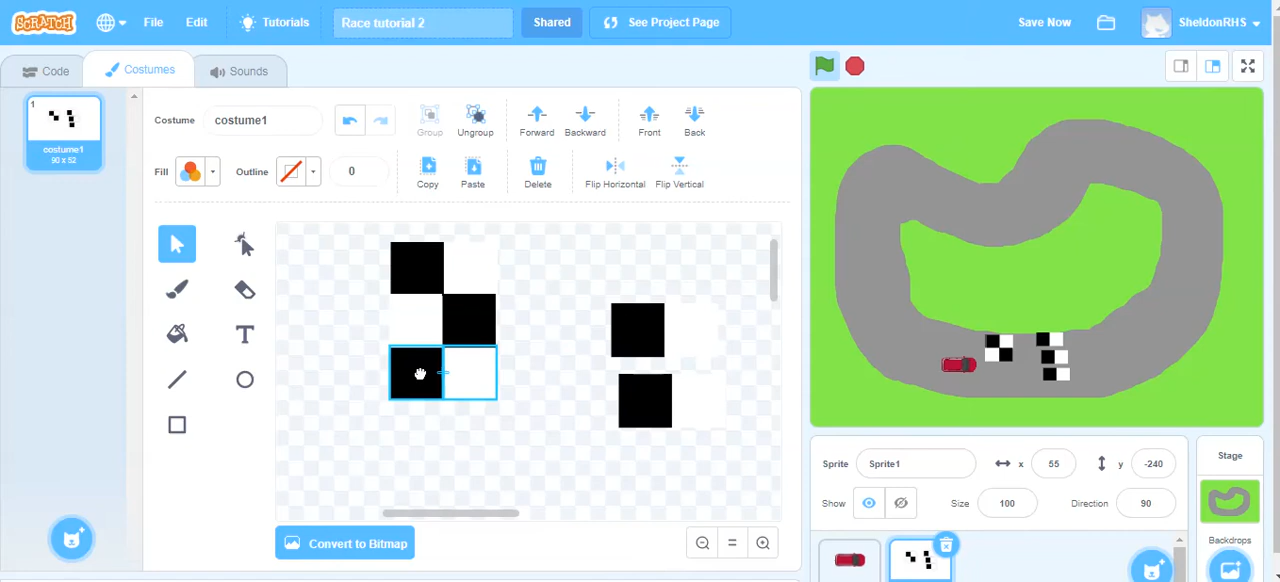 SCRATCH File Edit Tutorials Race tutorial 2 Shared See Project Page Save Now SheldonRHS
Code Costumes Sounds
1
costume1
90 x 52
Costume costume1 Group Ungroup Forward Backward Front Back
Fill Outline 0 Copy Paste Delete Flip Horizontal Flip Vertical
Convert to Bitmap
Sprite Sprite1 x 55 y -240
Show Size 100 Direction 90
Stage
Backdrops